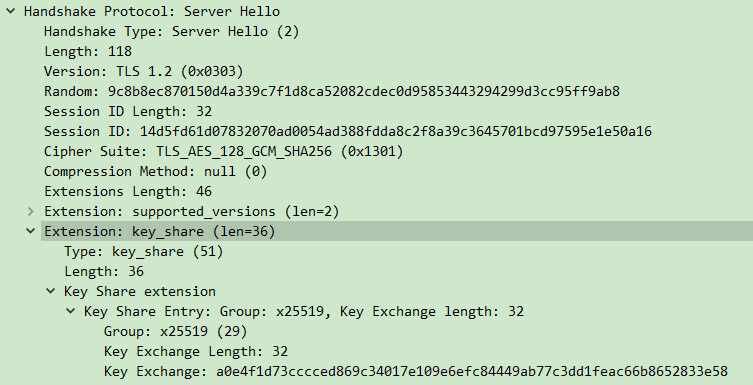 Handshake Protocol: Server Hello
Handshake Type: Server Hello (2)
Length: 118
Version: TLS 1.2 (0x0303)
Random: 9c8b8ec870150d4a339c7f1d8ca52082cdec0d95853443294299d3cc95ff9ab8
Session ID Length: 32
Session ID: 14d5fd61d07832070ad0054ad388fdda8c2f8a39c3645701bcd97595e1e50a16
Cipher Suite: TLS_AES_128_GCM_SHA256 (0x1301)
Compression Method: null (0)
Extensions Length: 46
Extension: supported_versions (len=2)
Extension: key_share (len=36)
Type: key_share (51)
Length: 36
Key Share extension
Key Share Entry: Group: x25519, Key Exchange length: 32
Group: x25519 (29)
Key Exchange Length: 32
Key Exchange: a0e4f1d73cccced869c34017e109e6efc84449ab77c3dd1feac66b8652833e58